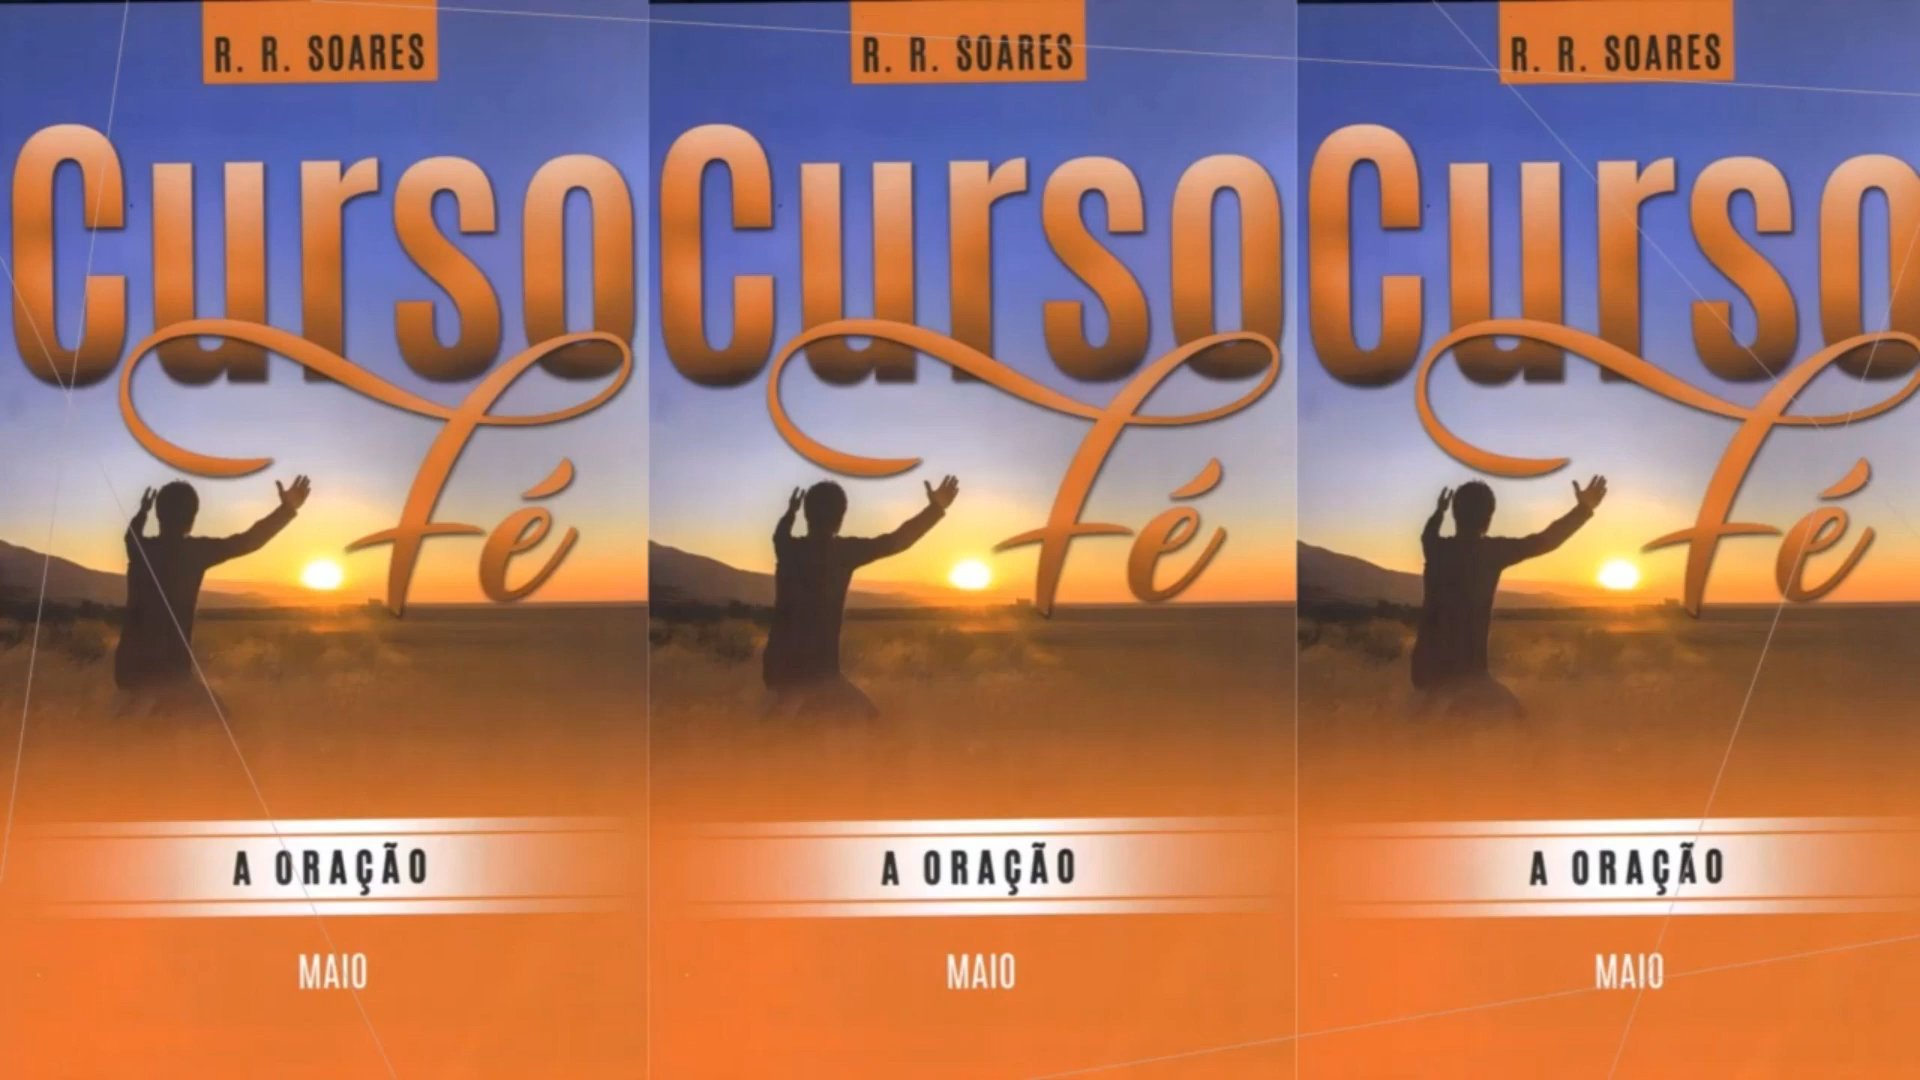 R. R. SOARES
Curso
fé
A ORAÇÃO
MAIO
R. R. SOARES
Curso
fé
A ORAÇÃO
MAIO
R. R. SOARES
Curso
fé
A ORAÇÃO
MAIO